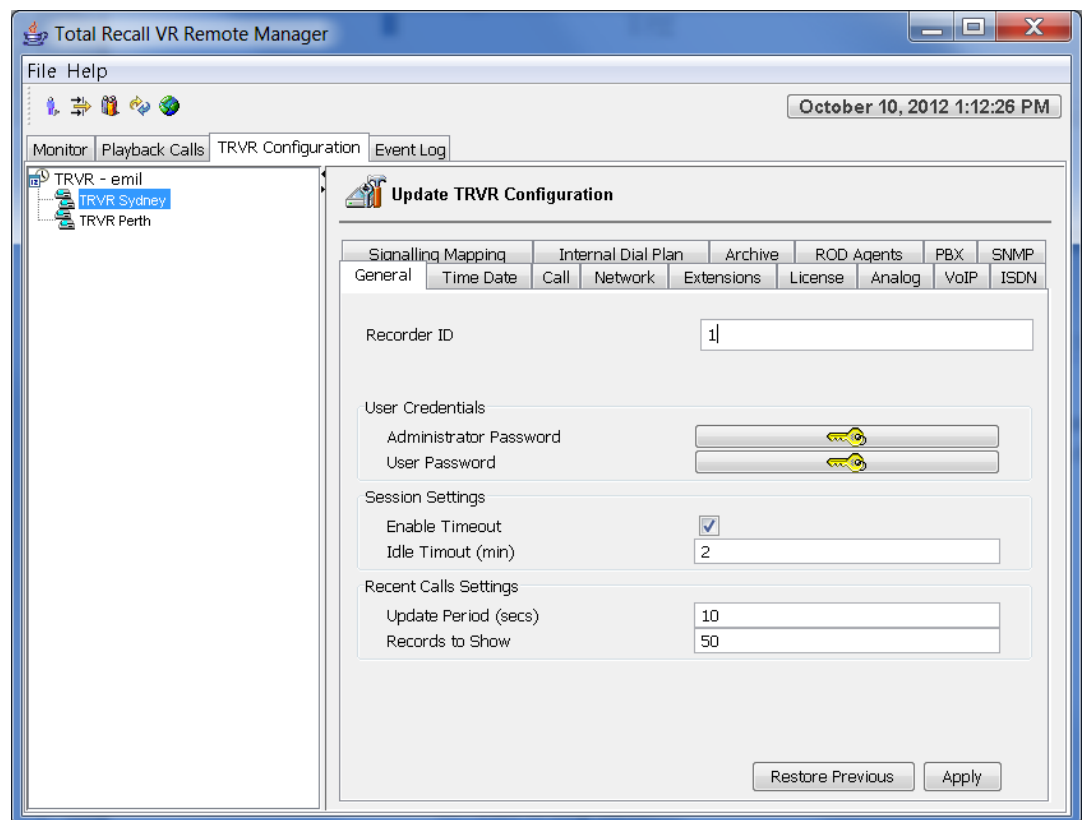 Total Recall VR Remote Manager
File Help
October 10, 2012 1:12:26 PM
Monitor Playback Calls TRVR Configuration Event Log
TRVR - emil
TRVR Sydney
TRVR Perth
Update TRVR Configuration
Signalling Mapping Internal Dial Plan Archive ROD Agents PBX SNMP
General Time Date Call Network Extensions License Analog VoIP ISDN
Recorder ID 1
User Credentials
Administrator Password
User Password
Session Settings
Enable Timeout
Idle Timout (min) 2
Recent Calls Settings
Update Period (secs) 10
Records to Show 50
Restore Previous Apply